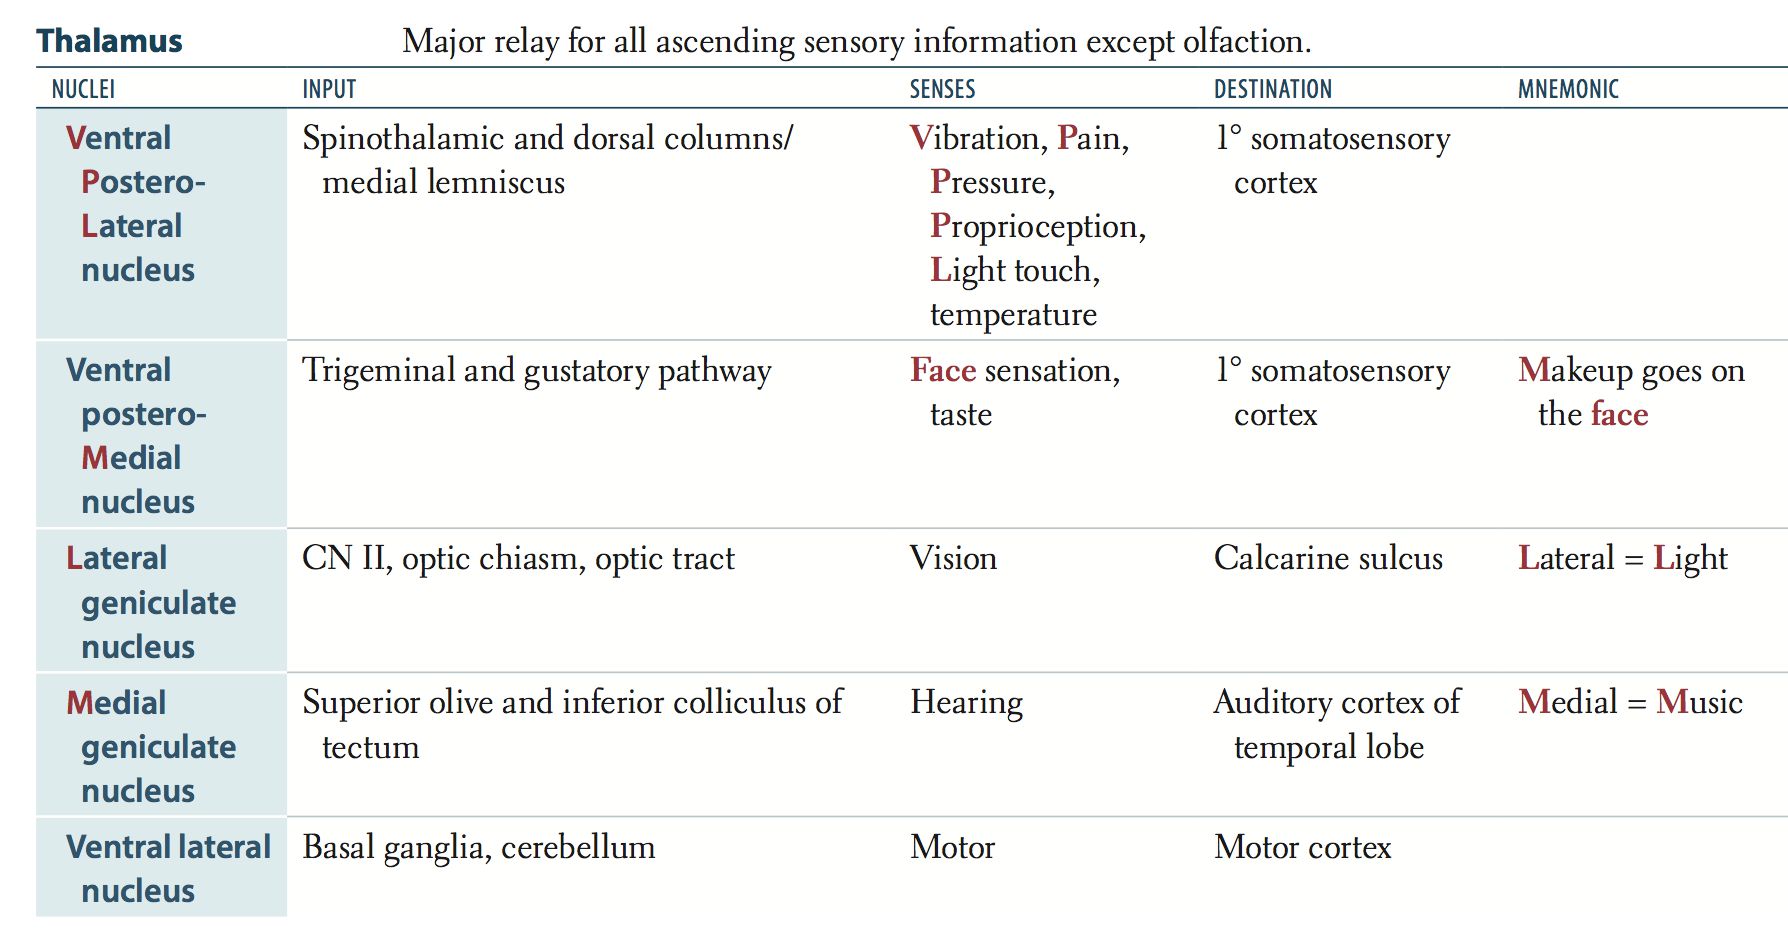 Thalamus Major relay for all ascending sensory information except olfaction.
NUCLEI INPUT SENSES DESTINATION MNEMONIC
Ventral Spinothalamic and dorsal columns/ Vibration, Pain, 1° somatosensory
Postero- medial lemniscus Pressure, cortex
Lateral Proprioception,
nucleus Light touch,
temperature
Ventral Trigeminal and gustatory pathway Face sensation, 1° somatosensory Makeup goes on
postero- taste cortex the face
Medial
nucleus
Lateral CN II, optic chiasm, optic tract Vision Calcarine sulcus Lateral = Light
geniculate
nucleus
Medial Superior olive and inferior colliculus of Hearing Auditory cortex of Medial = Music
geniculate tectum temporal lobe
nucleus
Ventral lateral Basal ganglia, cerebellum Motor Motor cortex
nucleus